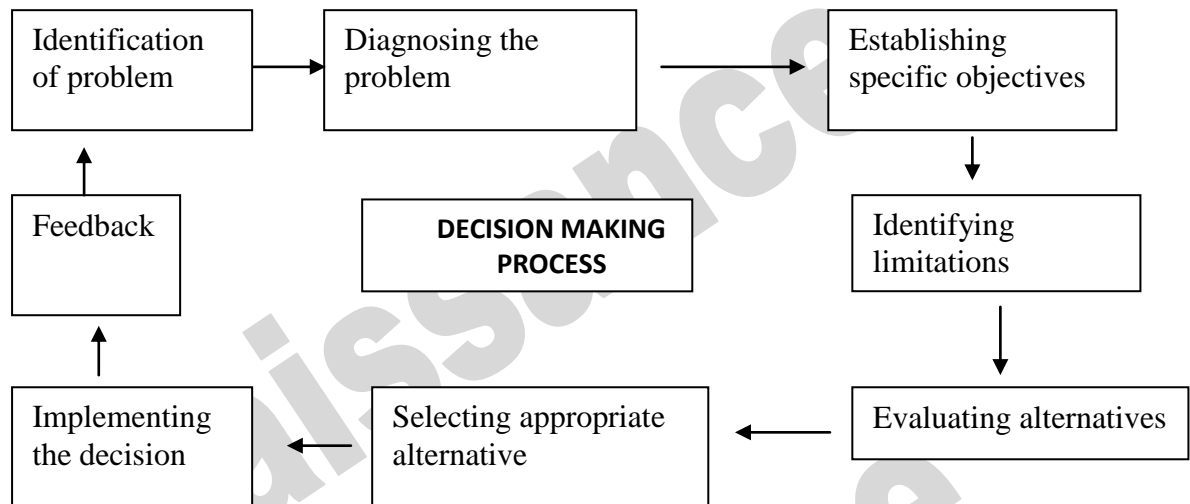 Identification
of problem
Diagnosing the
problem
Establishing
specific objectives
Feedback
DECISION MAKING
PROCESS
Identifying
limitations
Implementing
the decision
Selecting appropriate
alternative
Evaluating alternatives